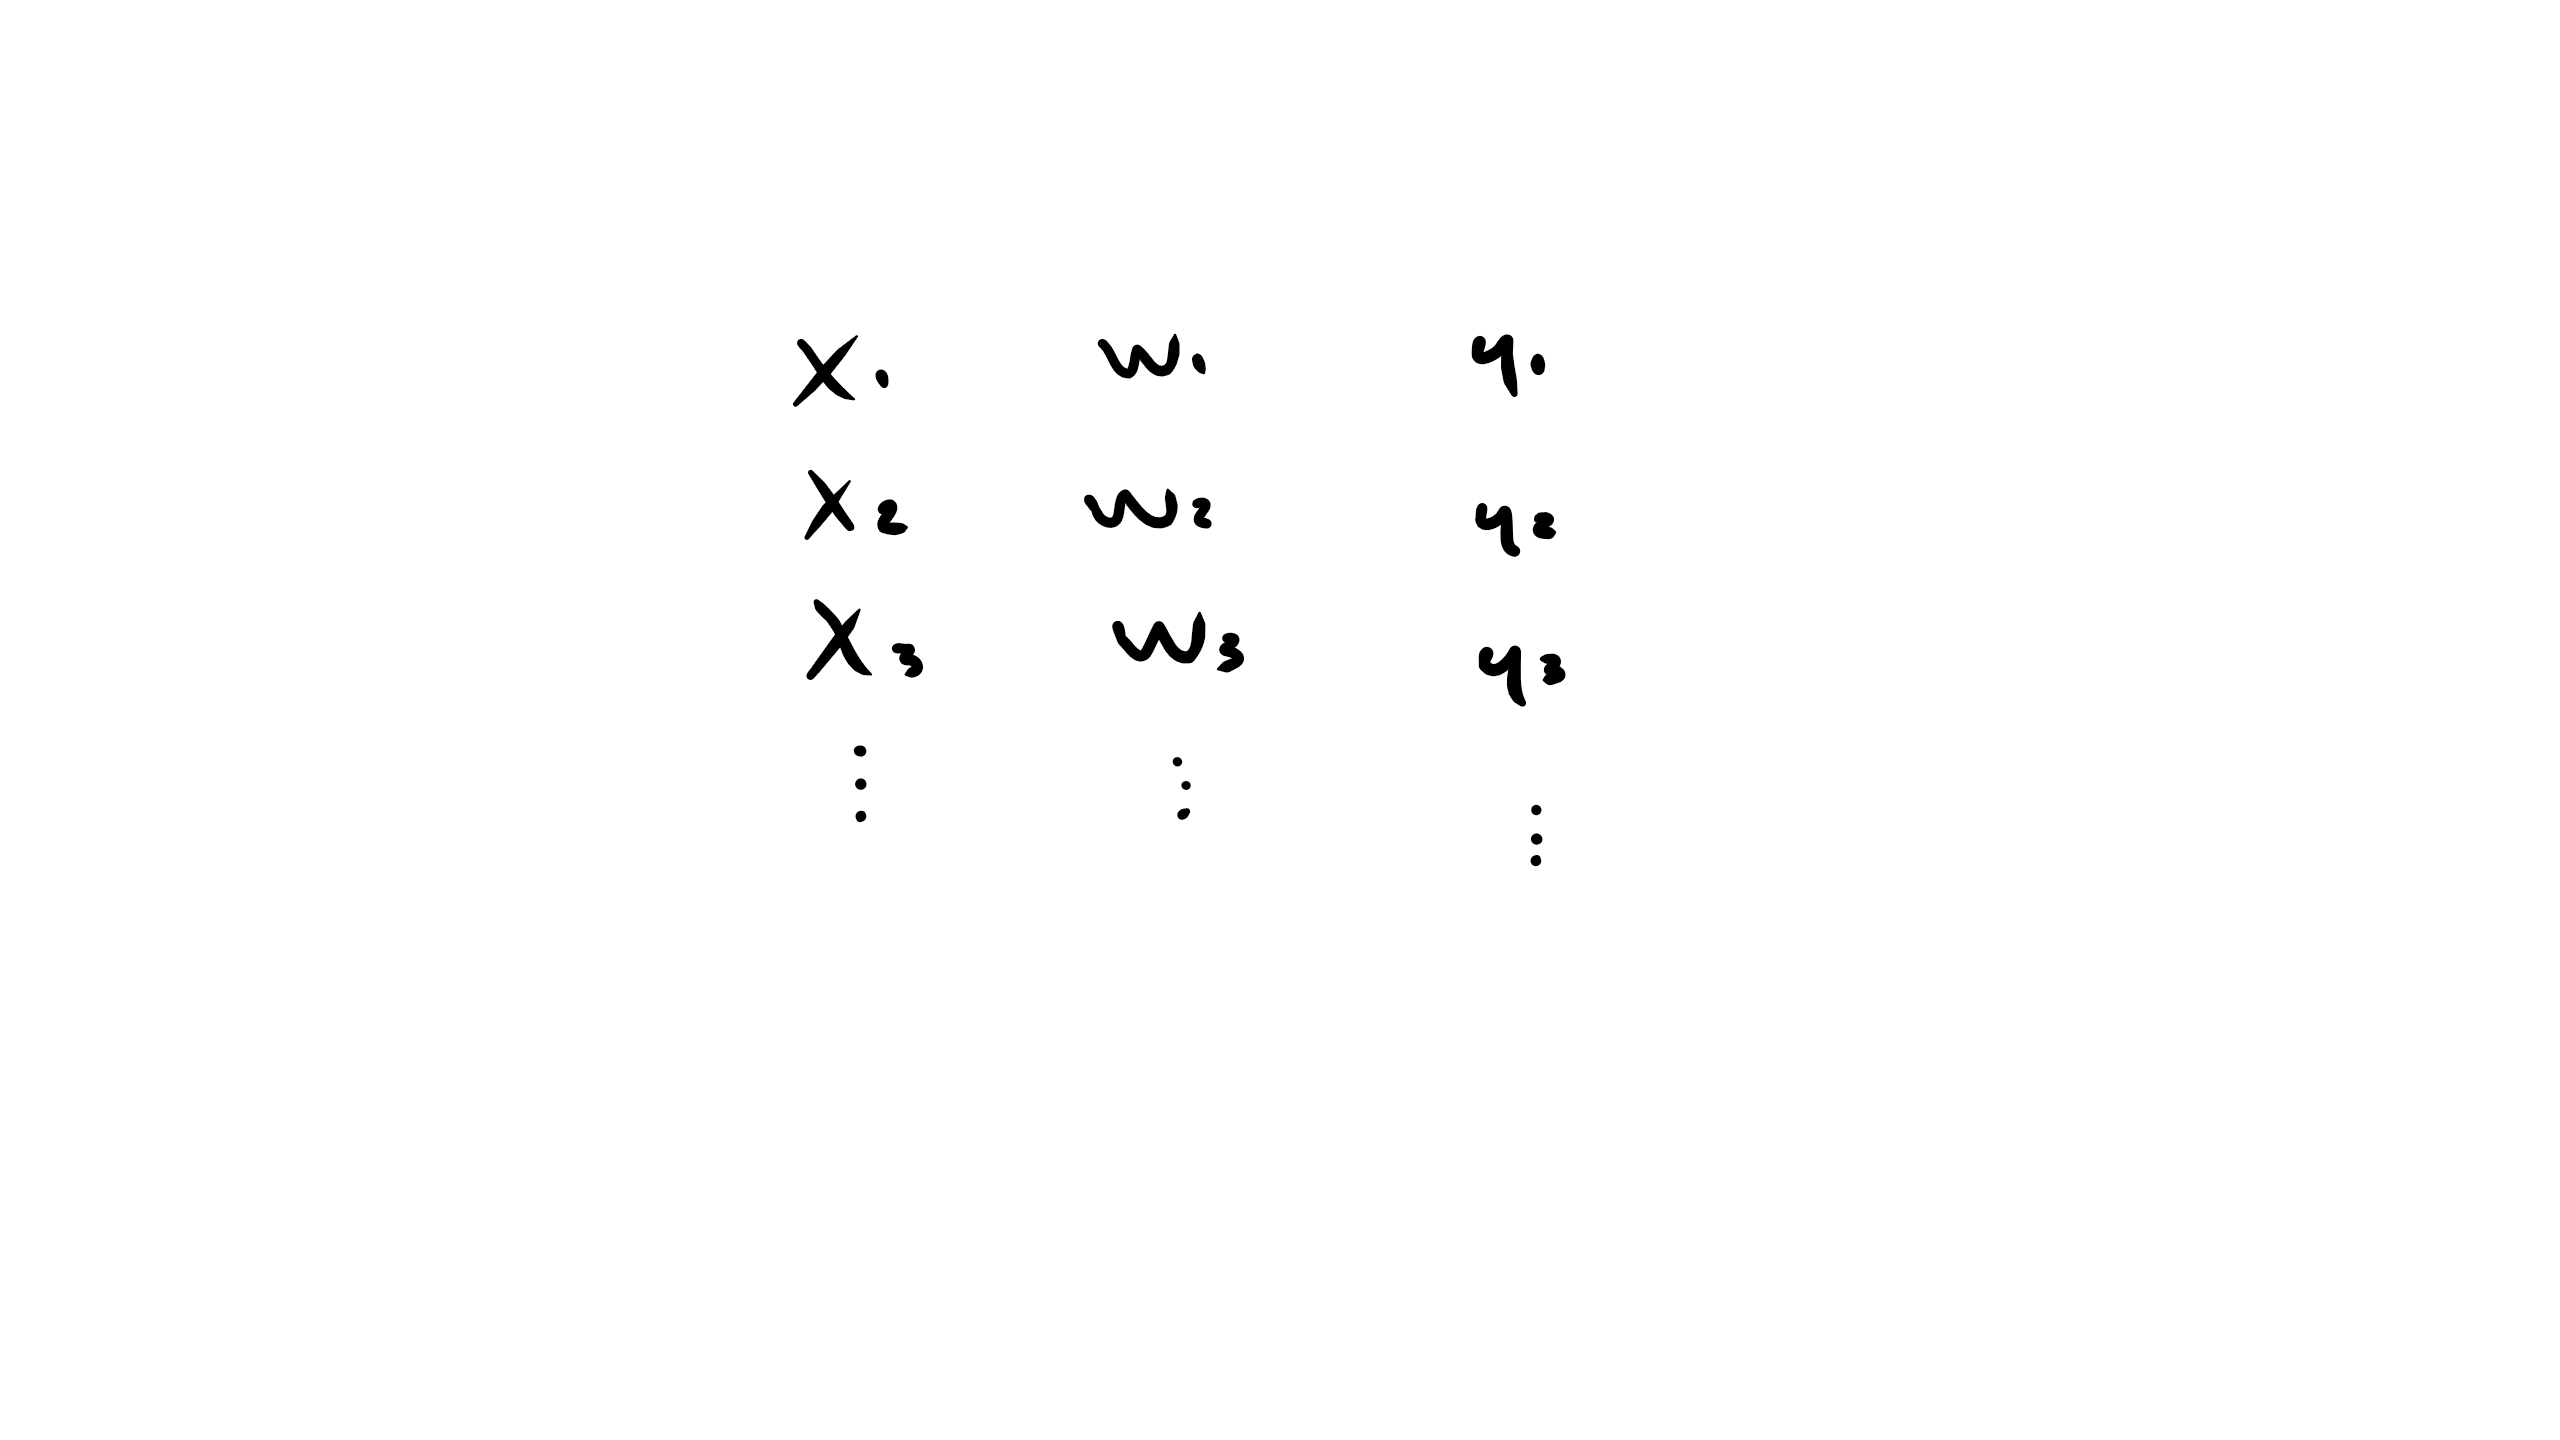 x₁ w₁ y₁
x₂ w₂ y₂
x₃ w₃ y₃
⋮ ⋮ ⋮